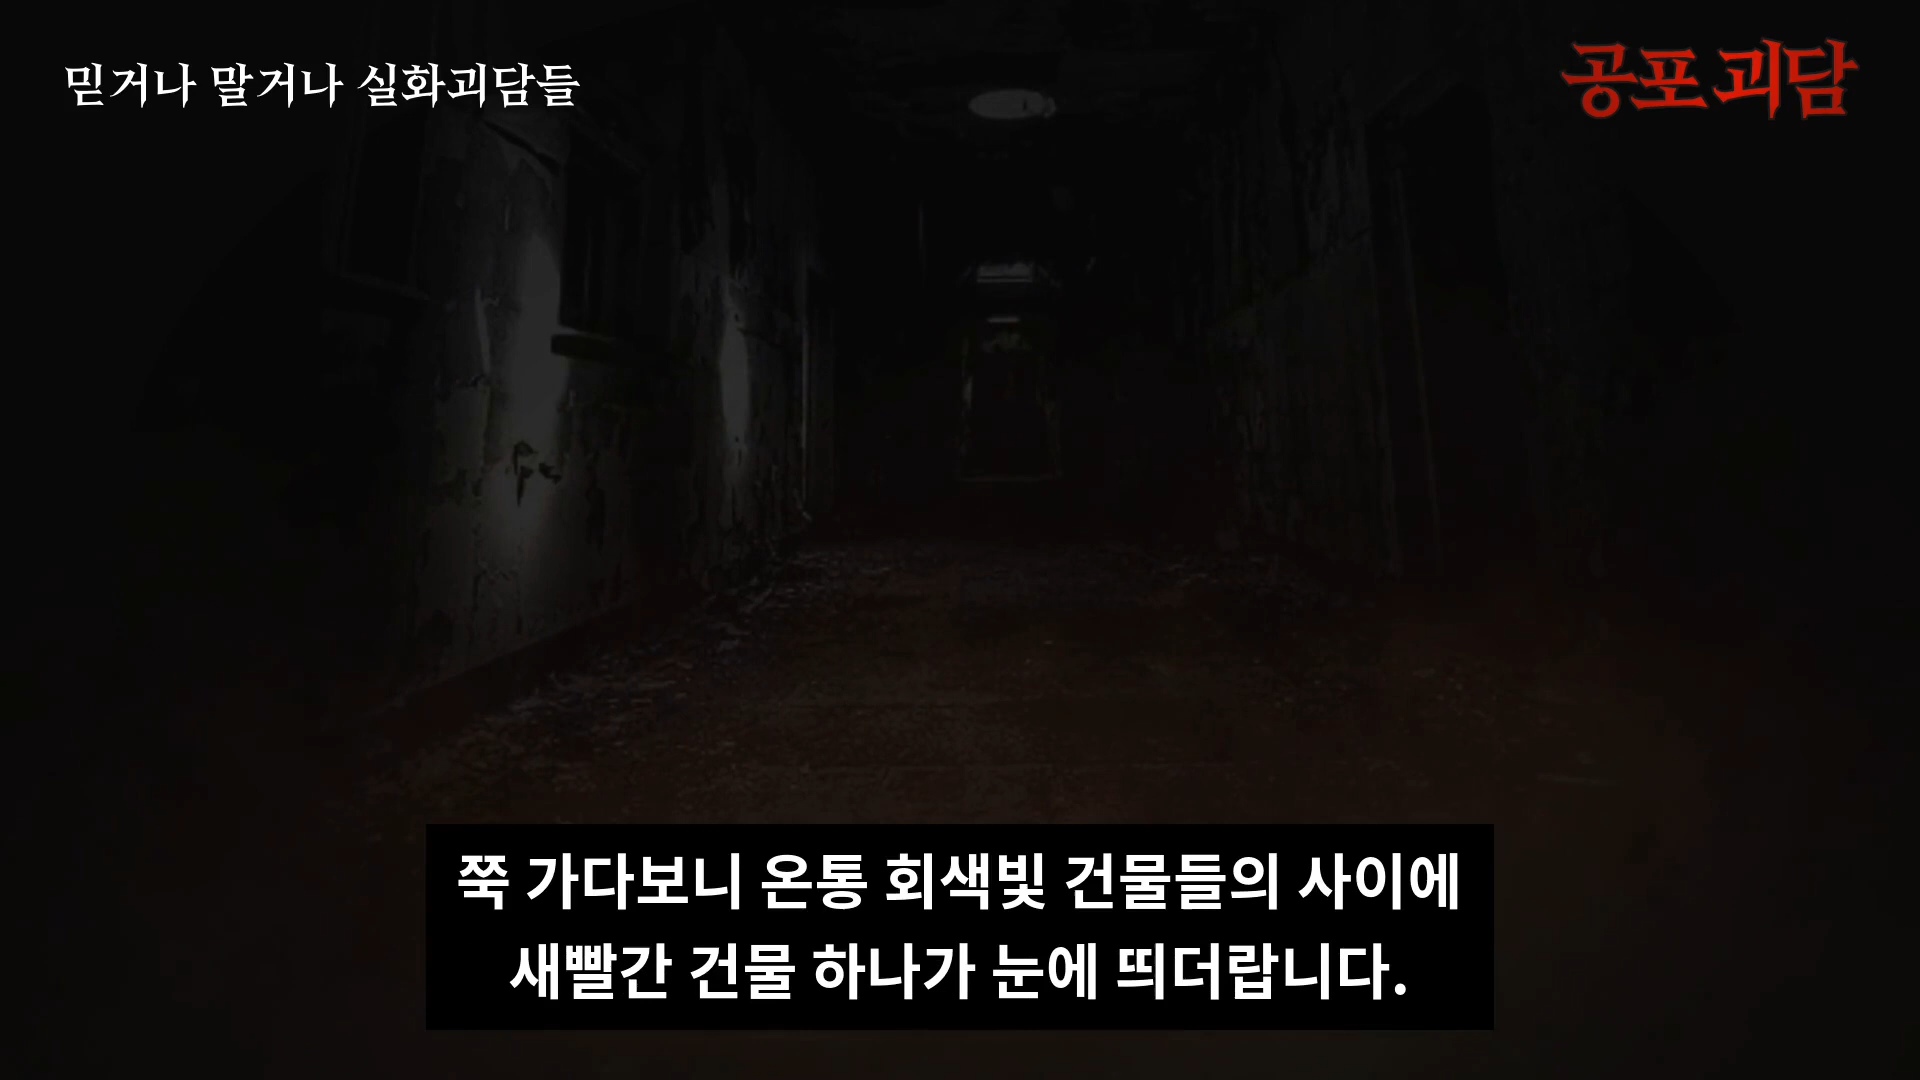 믿거나 말거나 실화괴담들
공포괴담
쭉 가다보니 온통 회색빛 건물들의 사이에
새빨간 건물 하나가 눈에 띄더랍니다.